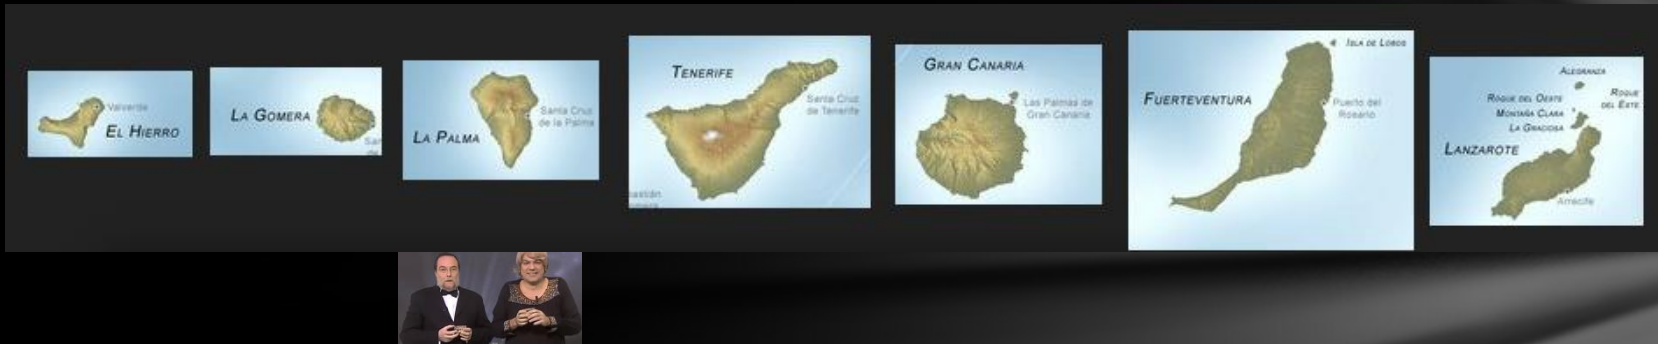 Valverde
EL HIERRO
LA GOMERA
San
de
Santa Cruz
de la Palma
LA PALMA
TENERIFE
Santa Cruz
de Tenerife
GRAN CANARIA
Las Palmas de
Gran Canaria
ISLA DE LOBOS
FUERTEVENTURA
Puerto del
Rosario
ALEGRANZA
ROQUE DEL OESTE
ROQUE
DEL ESTE
MONTAÑA CLARA
LA GRACIOSA
LANZAROTE
Arrecife